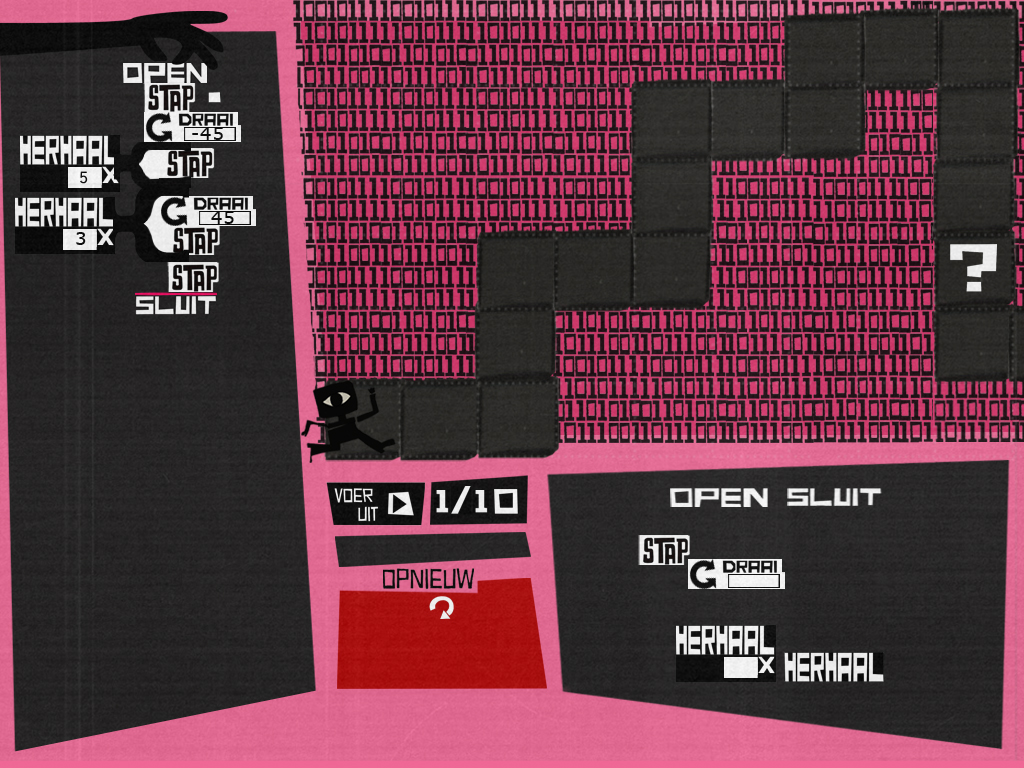 OPEN
STAP
DRAAI
-45
HERHAAL
5 X
STAP
HERHAAL
3 X
DRAAI
45
STAP
STAP
SLUIT
?
VOER
UIT
1/10
OPNIEUW
OPEN SLUIT
STAP
DRAAI
HERHAAL
X HERHAAL